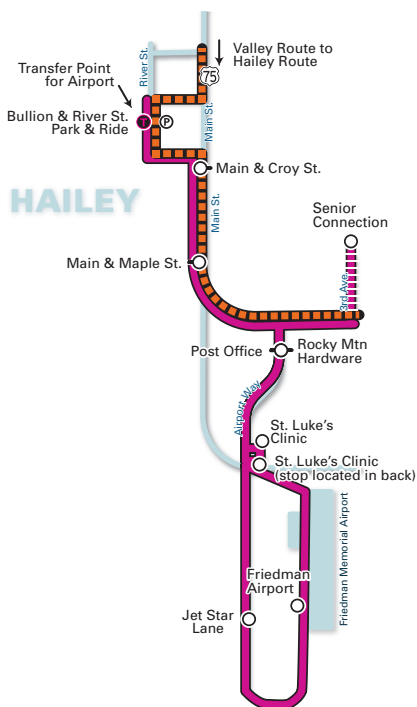 River St.
Valley Route to
Hailey Route
75
Transfer Point
for Airport
Bullion & River St.
Park & Ride
T
P
Main St.
Main & Croy St.
HAILEY
Main St.
Senior
Connection
Main & Maple St.
3rd Ave.
Post Office
Rocky Mtn
Hardware
Airport Way
St. Luke's
Clinic
St. Luke's Clinic
(stop located in back)
Friedman Memorial Airport
Friedman
Airport
Jet Star
Lane